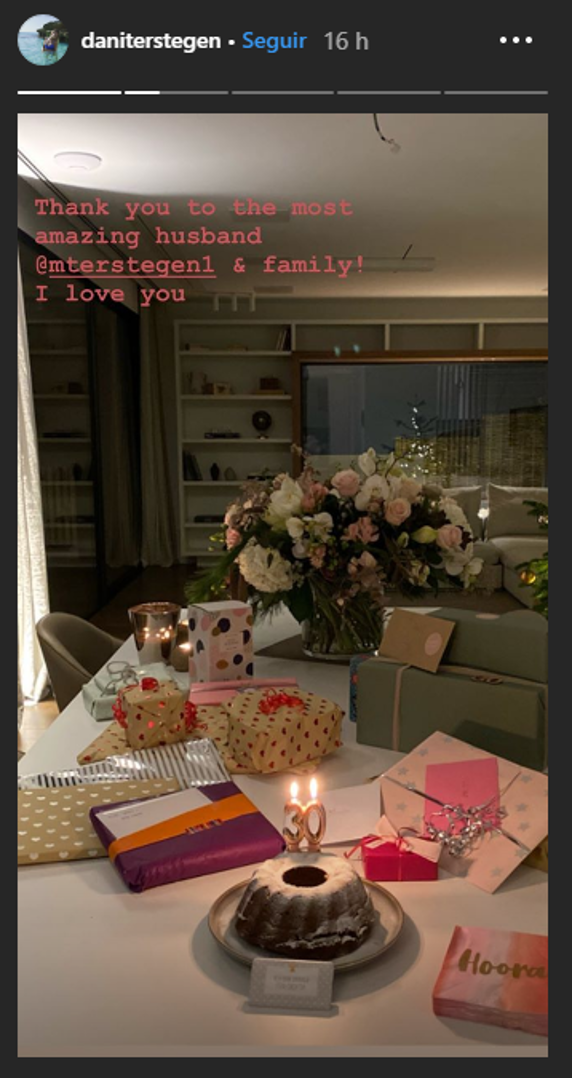 daniterstegen • Seguir 16 h
Thank you to the most
amazing husband
@mterstegen1 & family!
I love you
30
Hoora